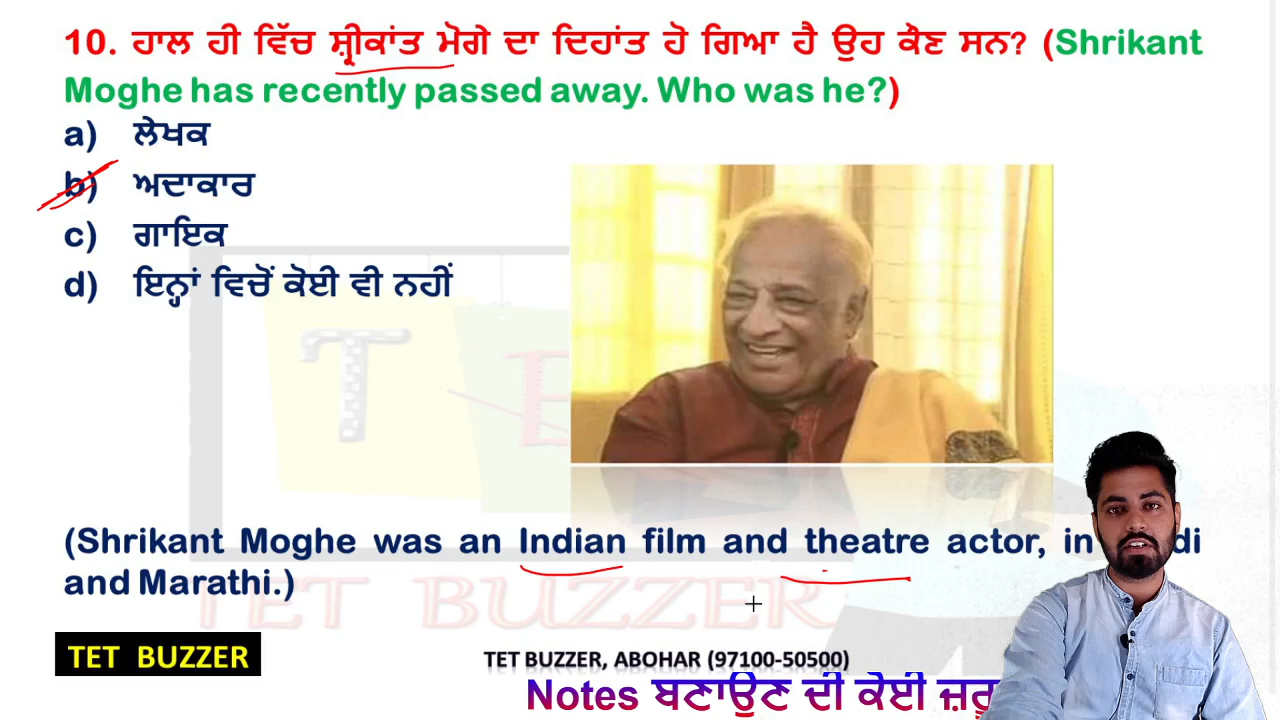 10. ਹਾਲ ਹੀ ਵਿੱਚ ਸ਼੍ਰੀਕਾਂਤ ਮੋਗੇ ਦਾ ਦਿਹਾਂਤ ਹੋ ਗਿਆ ਹੈ ਉਹ ਕੌਣ ਸਨ? (Shrikant
Moghe has recently passed away. Who was he?)
a) ਲੇਖਕ
b) ਅਦਾਕਾਰ
c) ਗਾਇਕ
d) ਇਨ੍ਹਾਂ ਵਿਚੋਂ ਕੋਈ ਵੀ ਨਹੀਂ
(Shrikant Moghe was an Indian film and theatre actor, in
and Marathi.)
TET BUZZER
TET BUZZER
TET BUZZER, ABOHAR (97100-50500)
Notes ਬਣਾਉਣ ਦੀ ਕੋਈ